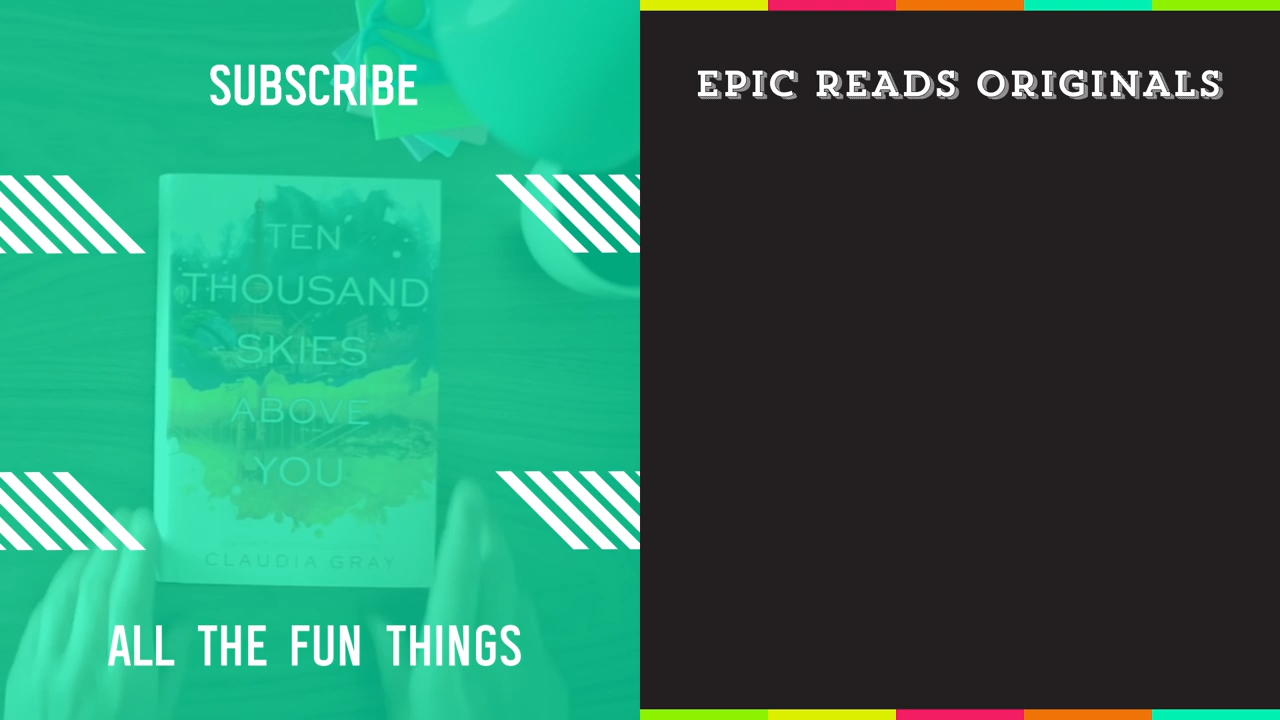 SUBSCRIBE
TEN
THOUSAND
SKIES
ABOVE
YOU
CLAUDIA GRAY
ALL THE FUN THINGS
EPIC READS ORIGINALS